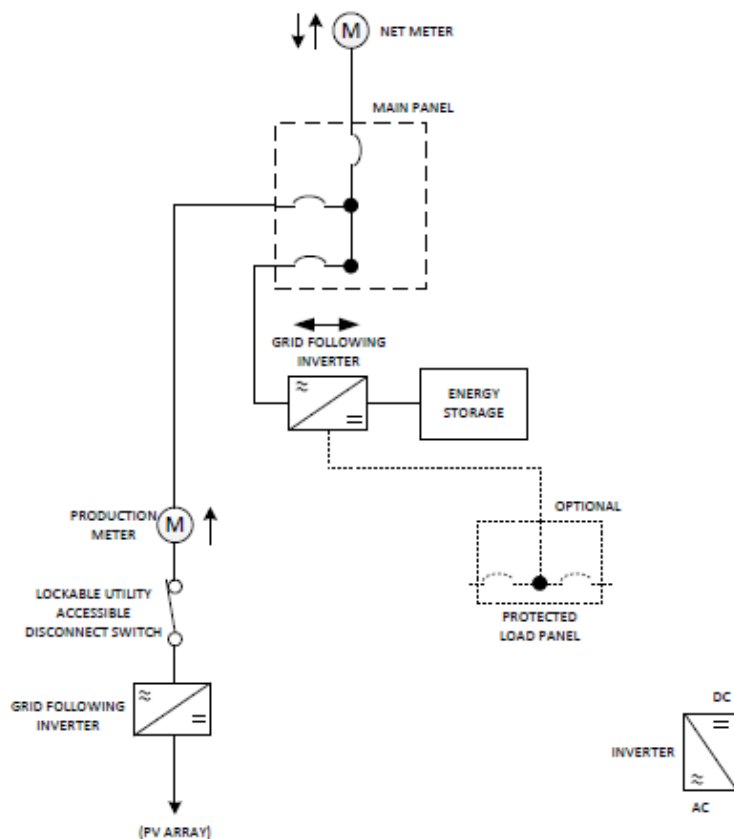 M
NET METER
MAIN PANEL
GRID FOLLOWING
INVERTER
ENERGY
STORAGE
OPTIONAL
PRODUCTION
METER
M
PROTECTED
LOAD PANEL
LOCKABLE UTILITY
ACCESSIBLE
DISCONNECT SWITCH
GRID FOLLOWING
INVERTER
(PV ARRAY)
DC
INVERTER
AC